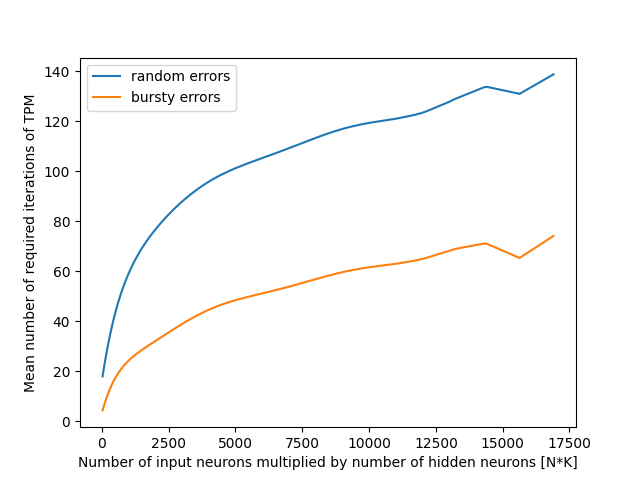 random errors
bursty errors
Mean number of required iterations of TPM
140
120
100
80
60
40
20
0
0 2500 5000 7500 10000 12500 15000 17500
Number of input neurons multiplied by number of hidden neurons [N*K]